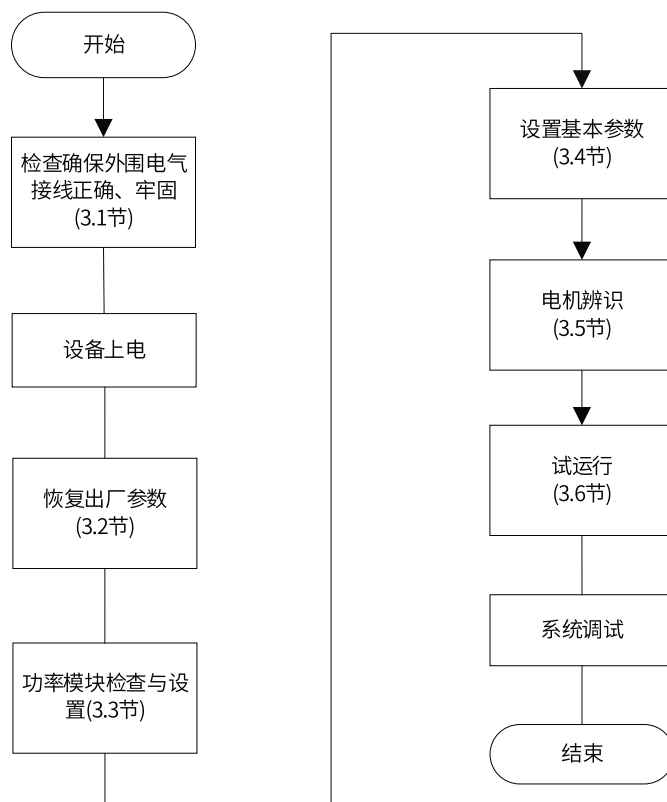 开始
检查确保外围电气
接线正确、牢固
(3.1节)
设备上电
恢复出厂参数
(3.2节)
功率模块检查与设
置(3.3节)
设置基本参数
(3.4节)
电机辨识
(3.5节)
试运行
(3.6节)
系统调试
结束